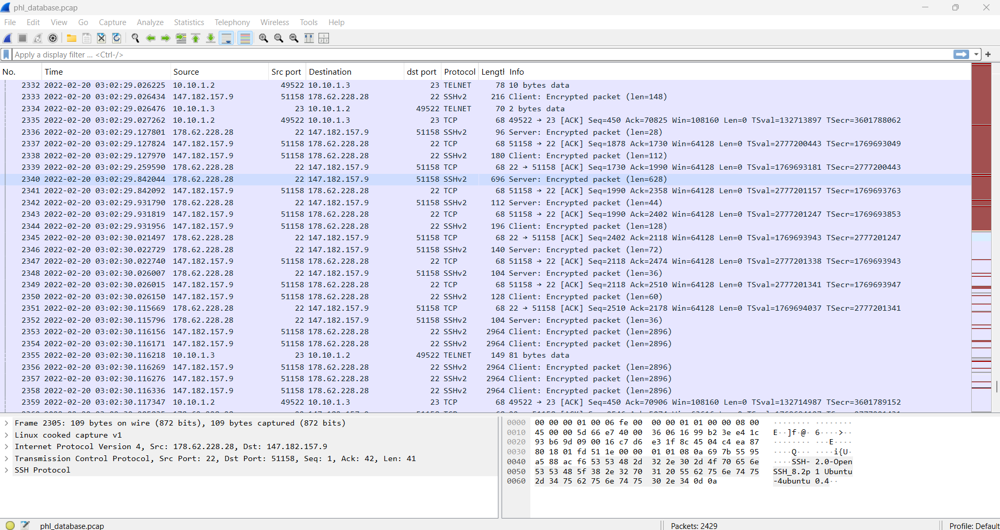 phl_database.pcap
File Edit View Go Capture Analyze Statistics Telephony Wireless Tools Help
Apply a display filter … <Ctrl-/>
No. Time Source Src port Destination dst port Protocol Lengtl Info
2332 2022-02-20 03:02:29.026225 10.10.1.2 49522 10.10.1.3 23 TELNET 78 10 bytes data
2333 2022-02-20 03:02:29.026434 147.182.157.9 51158 178.62.228.28 22 SSHv2 216 Client: Encrypted packet (len=148)
2334 2022-02-20 03:02:29.026476 10.10.1.3 23 10.10.1.2 49522 TELNET 70 2 bytes data
2335 2022-02-20 03:02:29.027262 10.10.1.2 49522 10.10.1.3 23 TCP 68 49522 → 23 [ACK] Seq=450 Ack=70825 Win=108160 Len=0 TSval=132713897 TSecr=3601788062
2336 2022-02-20 03:02:29.127801 178.62.228.28 22 147.182.157.9 51158 SSHv2 96 Server: Encrypted packet (len=28)
2337 2022-02-20 03:02:29.127824 147.182.157.9 51158 178.62.228.28 22 TCP 68 51158 → 22 [ACK] Seq=1878 Ack=1730 Win=64128 Len=0 TSval=2777200443 TSecr=1769693049
2338 2022-02-20 03:02:29.127970 147.182.157.9 51158 178.62.228.28 22 SSHv2 180 Client: Encrypted packet (len=112)
2339 2022-02-20 03:02:29.259590 178.62.228.28 22 147.182.157.9 51158 TCP 68 22 → 51158 [ACK] Seq=1730 Ack=1990 Win=64128 Len=0 TSval=1769693181 TSecr=2777200443
2340 2022-02-20 03:02:29.842044 178.62.228.28 22 147.182.157.9 51158 SSHv2 696 Server: Encrypted packet (len=628)
2341 2022-02-20 03:02:29.842092 147.182.157.9 51158 178.62.228.28 22 TCP 68 51158 → 22 [ACK] Seq=1990 Ack=2358 Win=64128 Len=0 TSval=2777201157 TSecr=1769693763
2342 2022-02-20 03:02:29.931790 178.62.228.28 22 147.182.157.9 51158 SSHv2 112 Server: Encrypted packet (len=44)
2343 2022-02-20 03:02:29.931819 147.182.157.9 51158 178.62.228.28 22 TCP 68 51158 → 22 [ACK] Seq=1990 Ack=2402 Win=64128 Len=0 TSval=2777201247 TSecr=1769693853
2344 2022-02-20 03:02:29.931956 147.182.157.9 51158 178.62.228.28 22 SSHv2 196 Client: Encrypted packet (len=128)
2345 2022-02-20 03:02:30.021497 178.62.228.28 22 147.182.157.9 51158 TCP 68 22 → 51158 [ACK] Seq=2402 Ack=2118 Win=64128 Len=0 TSval=1769693943 TSecr=2777201247
2346 2022-02-20 03:02:30.022729 178.62.228.28 22 147.182.157.9 51158 SSHv2 140 Server: Encrypted packet (len=72)
2347 2022-02-20 03:02:30.022740 147.182.157.9 51158 178.62.228.28 22 TCP 68 51158 → 22 [ACK] Seq=2118 Ack=2474 Win=64128 Len=0 TSval=2777201338 TSecr=1769693943
2348 2022-02-20 03:02:30.026007 178.62.228.28 22 147.182.157.9 51158 SSHv2 104 Server: Encrypted packet (len=36)
2349 2022-02-20 03:02:30.026015 147.182.157.9 51158 178.62.228.28 22 TCP 68 51158 → 22 [ACK] Seq=2118 Ack=2510 Win=64128 Len=0 TSval=2777201341 TSecr=1769693947
2350 2022-02-20 03:02:30.026150 147.182.157.9 51158 178.62.228.28 22 SSHv2 128 Client: Encrypted packet (len=60)
2351 2022-02-20 03:02:30.115669 178.62.228.28 22 147.182.157.9 51158 TCP 68 22 → 51158 [ACK] Seq=2510 Ack=2178 Win=64128 Len=0 TSval=1769694037 TSecr=2777201341
2352 2022-02-20 03:02:30.115796 178.62.228.28 22 147.182.157.9 51158 SSHv2 104 Server: Encrypted packet (len=36)
2353 2022-02-20 03:02:30.116156 147.182.157.9 51158 178.62.228.28 22 SSHv2 2964 Client: Encrypted packet (len=2896)
2354 2022-02-20 03:02:30.116171 147.182.157.9 51158 178.62.228.28 22 SSHv2 2964 Client: Encrypted packet (len=2896)
2355 2022-02-20 03:02:30.116218 10.10.1.3 23 10.10.1.2 49522 TELNET 149 81 bytes data
2356 2022-02-20 03:02:30.116269 147.182.157.9 51158 178.62.228.28 22 SSHv2 2964 Client: Encrypted packet (len=2896)
2357 2022-02-20 03:02:30.116276 147.182.157.9 51158 178.62.228.28 22 SSHv2 2964 Client: Encrypted packet (len=2896)
2358 2022-02-20 03:02:30.116336 147.182.157.9 51158 178.62.228.28 22 SSHv2 2964 Client: Encrypted packet (len=2896)
2359 2022-02-20 03:02:30.117347 10.10.1.2 49522 10.10.1.3 23 TCP 68 49522 → 23 [ACK] Seq=450 Ack=70906 Win=108160 Len=0 TSval=132714987 TSecr=3601789152
Frame 2305: 109 bytes on wire (872 bits), 109 bytes captured (872 bits)
Linux cooked capture v1
Internet Protocol Version 4, Src: 178.62.228.28, Dst: 147.182.157.9
Transmission Control Protocol, Src Port: 22, Dst Port: 51158, Seq: 1, Ack: 42, Len: 41
SSH Protocol
0000 00 00 00 01 00 06 fe 00 00 00 01 01 00 00 08 00 ········ ········
0010 45 00 00 5d 66 e7 40 00 36 06 16 99 b2 3e e4 1c E··]f·@· 6····>··
0020 93 b6 9d 09 00 16 c7 d6 e3 1f 8c 45 04 c4 ea 87 ········ ···E····
0030 80 18 01 fd 51 1e 00 00 01 01 08 0a 69 7b 55 95 ····Q··· ····i{U·
0040 a5 88 ac f6 53 53 48 2d 32 2e 30 2d 4f 70 65 6e ····SSH- 2.0-Open
0050 53 53 48 5f 38 2e 32 70 31 20 55 62 75 6e 74 75 SSH_8.2p 1 Ubuntu
0060 2d 34 75 62 75 6e 74 75 30 2e 34 0d 0a -4ubuntu 0.4··
phl_database.pcap
Packets: 2429
Profile: Default